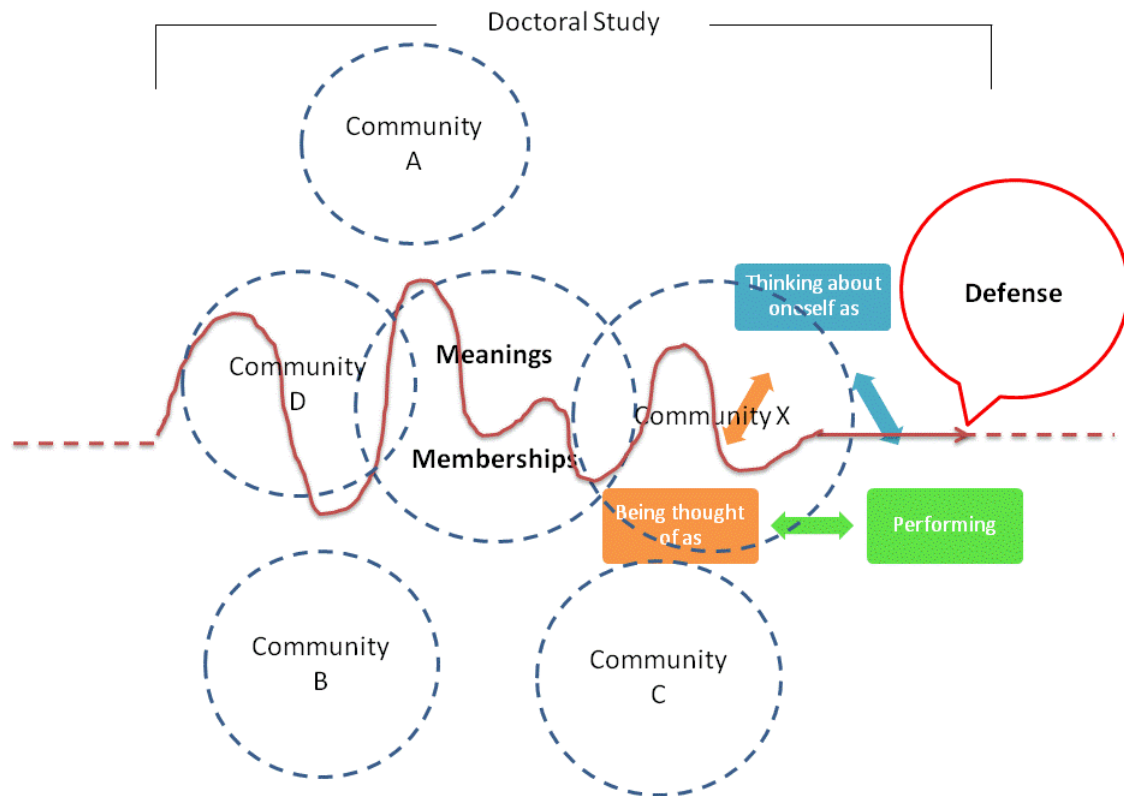 Doctoral Study
Community
A
Thinking about
oneself as
Defense
Meanings
Community
D
Community X
Memberships
Being thought
of as
Performing
Community
B
Community
C